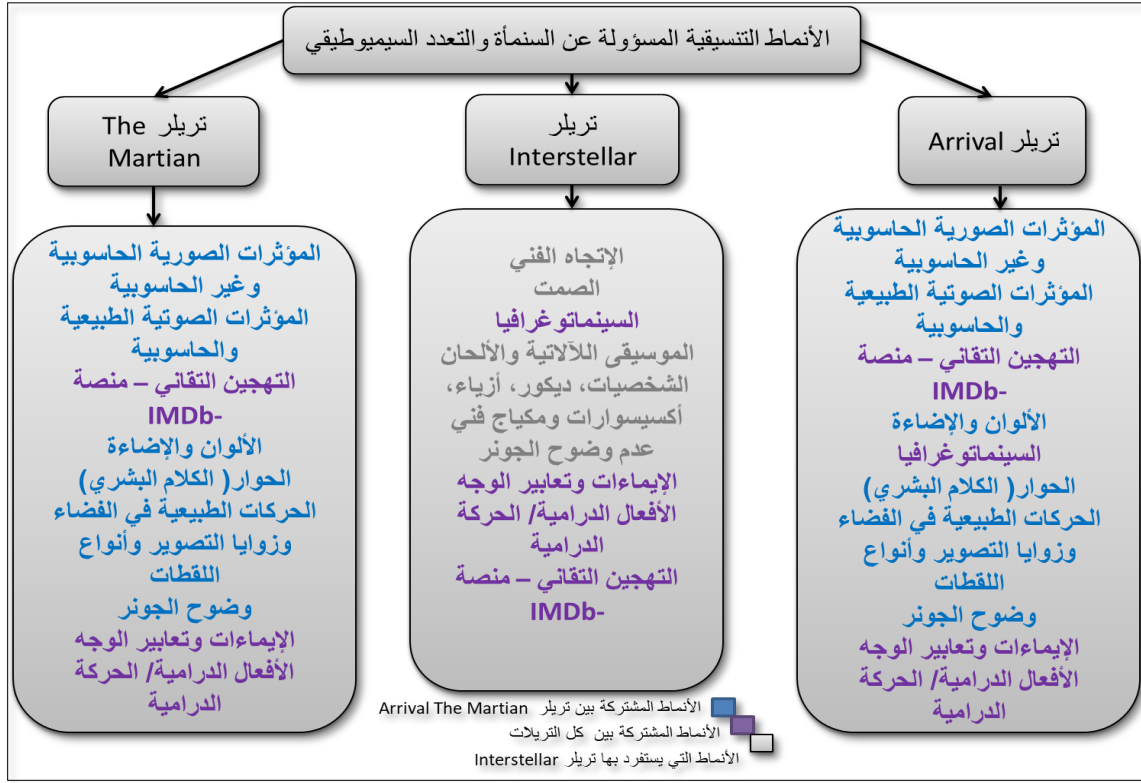 الأنماط التنسيقية المسؤولة عن السنمأة والتعدد السيميوطيقي
تريلر Arrival
تريلر
Interstellar
تريلر The
Martian
المؤثرات الصورية الحاسوبية
وغير الحاسوبية
المؤثرات الصوتية الطبيعية
والحاسوبية
التهجين التقاني – منصة
IMDb-
الألوان والإضاءة
السينماتوغرافيا
الحوار( الكلام البشري)
الحركات الطبيعية في الفضاء
وزوايا التصوير وأنواع
اللقطات
وضوح الجونر
الإيماءات وتعابير الوجه
الأفعال الدرامية/ الحركة
الدرامية
الإتجاه الفني
الصمت
السينماتوغرافيا
الموسيقى اللآلاتية والألحان
الشخصيات، ديكور، أزياء،
أكسيسوارات ومكياج فني
عدم وضوح الجونر
الإيماءات وتعابير الوجه
الأفعال الدرامية/ الحركة
الدرامية
التهجين التقاني – منصة
IMDb-
المؤثرات الصورية الحاسوبية
وغير الحاسوبية
المؤثرات الصوتية الطبيعية
والحاسوبية
التهجين التقاني – منصة
IMDb-
الألوان والإضاءة
الحوار( الكلام البشري)
الحركات الطبيعية في الفضاء
وزوايا التصوير وأنواع
اللقطات
وضوح الجونر
الإيماءات وتعابير الوجه
الأفعال الدرامية/ الحركة
الدرامية
الأنماط المشتركة بين تريلر Arrival The Martian
الأنماط المشتركة بين كل التريلات
الأنماط التي يستفرد بها تريلر Interstellar